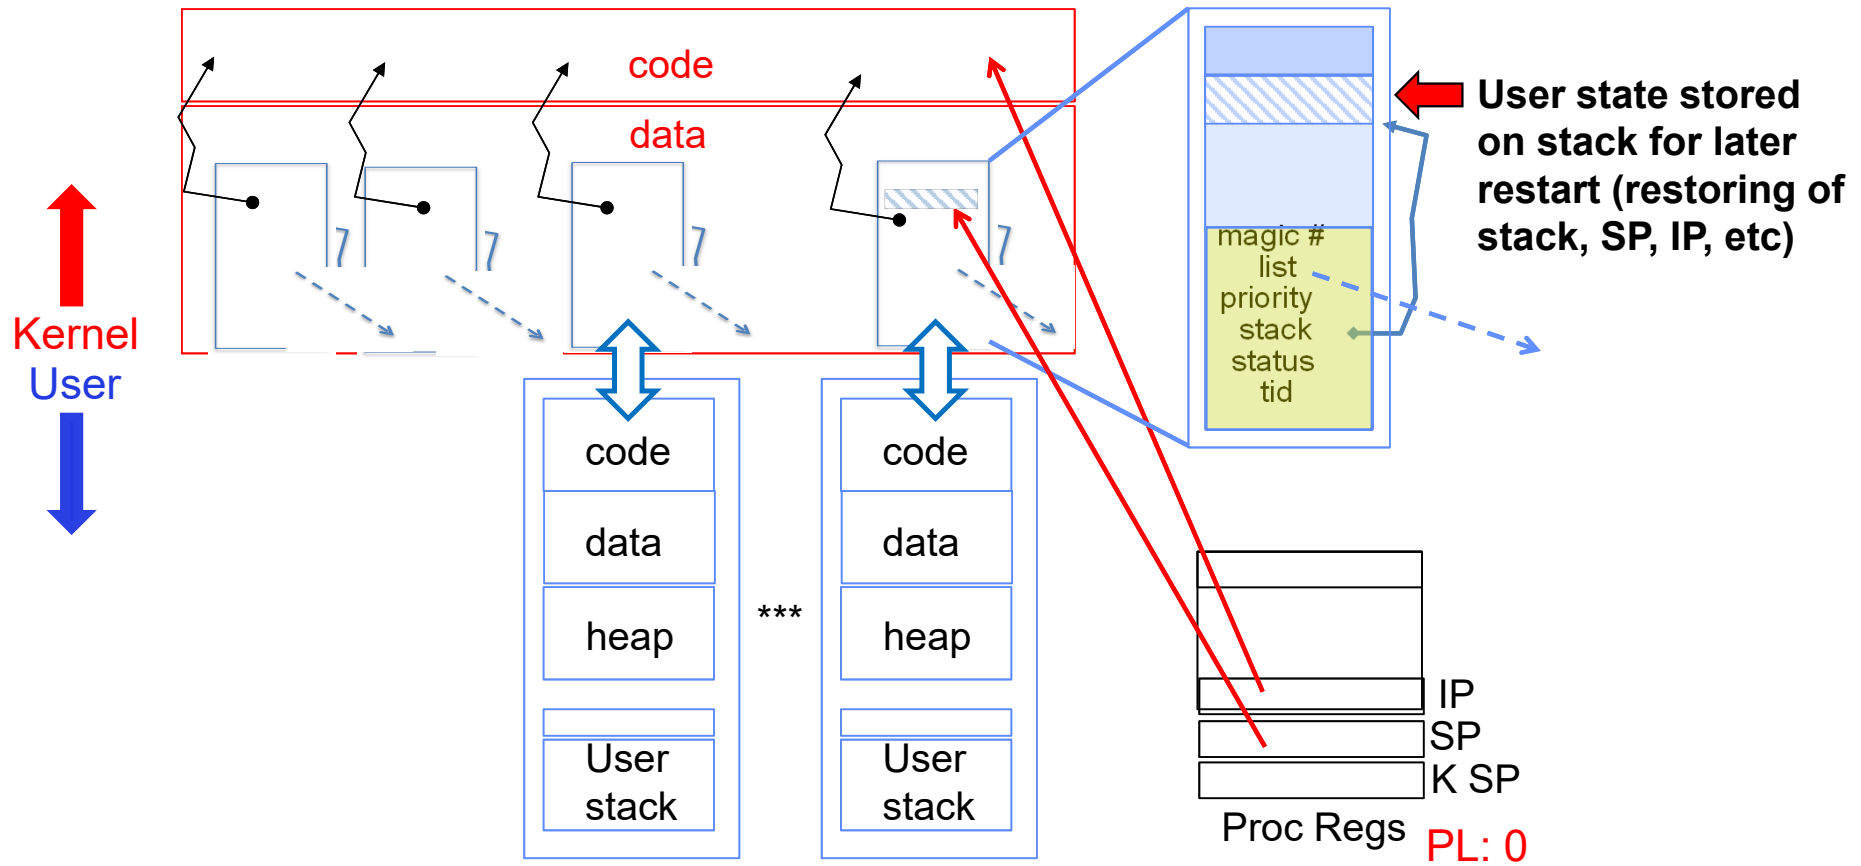 code
data
User state stored
on stack for later
restart (restoring of
stack, SP, IP, etc)
magic #
list
priority
stack
status
tid
Kernel
User
code
data
heap
User
stack
***
code
data
heap
User
stack
IP
SP
K SP
Proc Regs
PL: 0